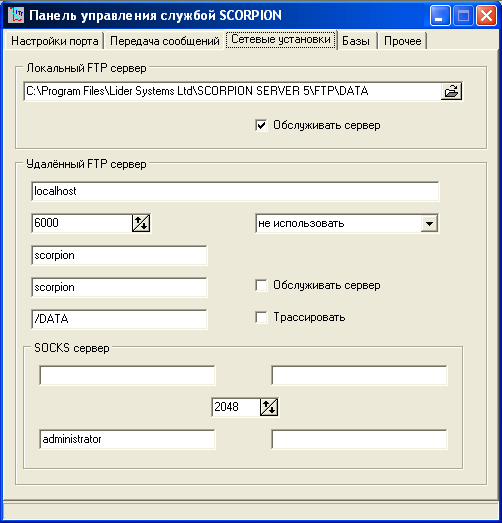 Панель управления службой SCORPION
Настройки порта Передача сообщений Сетевые установки Базы Прочее
Локальный FTP сервер
C:\Program Files\Lider Systems Ltd\SCORPION SERVER 5\FTP\DATA
Обслуживать сервер
Удалённый FTP сервер
localhost
6000 не использовать
scorpion
scorpion Обслуживать сервер
/DATA Трассировать
SOCKS сервер
2048
administrator